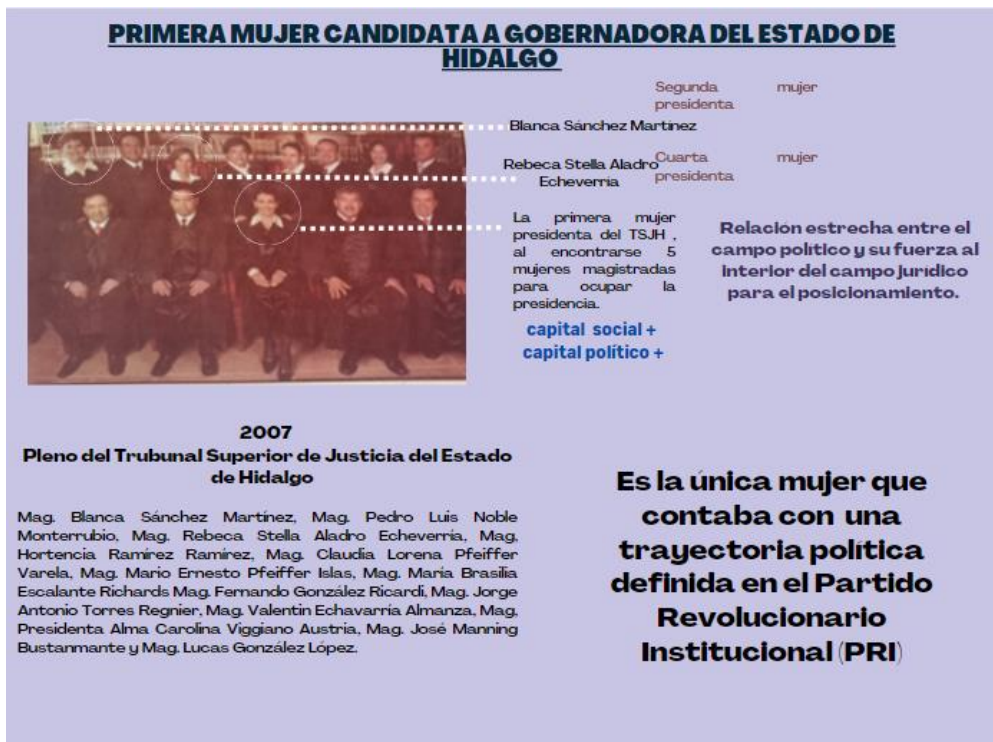 PRIMERA MUJER CANDIDATA A GOBERNADORA DEL ESTADO DE
HIDALGO
Segunda mujer
presidenta
Blanca Sánchez Martinez
Rebeca Stella Aladro
Echeverría
Cuarta mujer
presidenta
La primera mujer
presidenta del TSJH ,
al encontrarse 5
mujeres magistradas
para ocupar la
presidencia.
capital social +
capital político +
Relación estrecha entre el
campo político y su fuerza al
interior del campo jurídico
para el posicionamiento.
2007
Pleno del Trubunal Superior de Justicia del Estado
de Hidalgo
Mag. Blanca Sánchez Martínez, Mag. Pedro Luis Noble
Monterrubio, Mag. Rebeca Stella Aladro Echeverría, Mag,
Hortencia Ramírez Ramírez, Mag. Claudia Lorena Pfeiffer
Varela, Mag. Mario Ernesto Pfeiffer Islas, Mag. María Brasilia
Escalante Richards Mag. Fernando González Ricardi, Mag. Jorge
Antonio Torres Regnier, Mag. Valentin Echavarría Almanza, Mag,
Presidenta Alma Carolina Viggiano Austria, Mag. José Manning
Bustanmante y Mag. Lucas González López.
Es la única mujer que
contaba con una
trayectoria política
definida en el Partido
Revolucionario
Institucional (PRI)